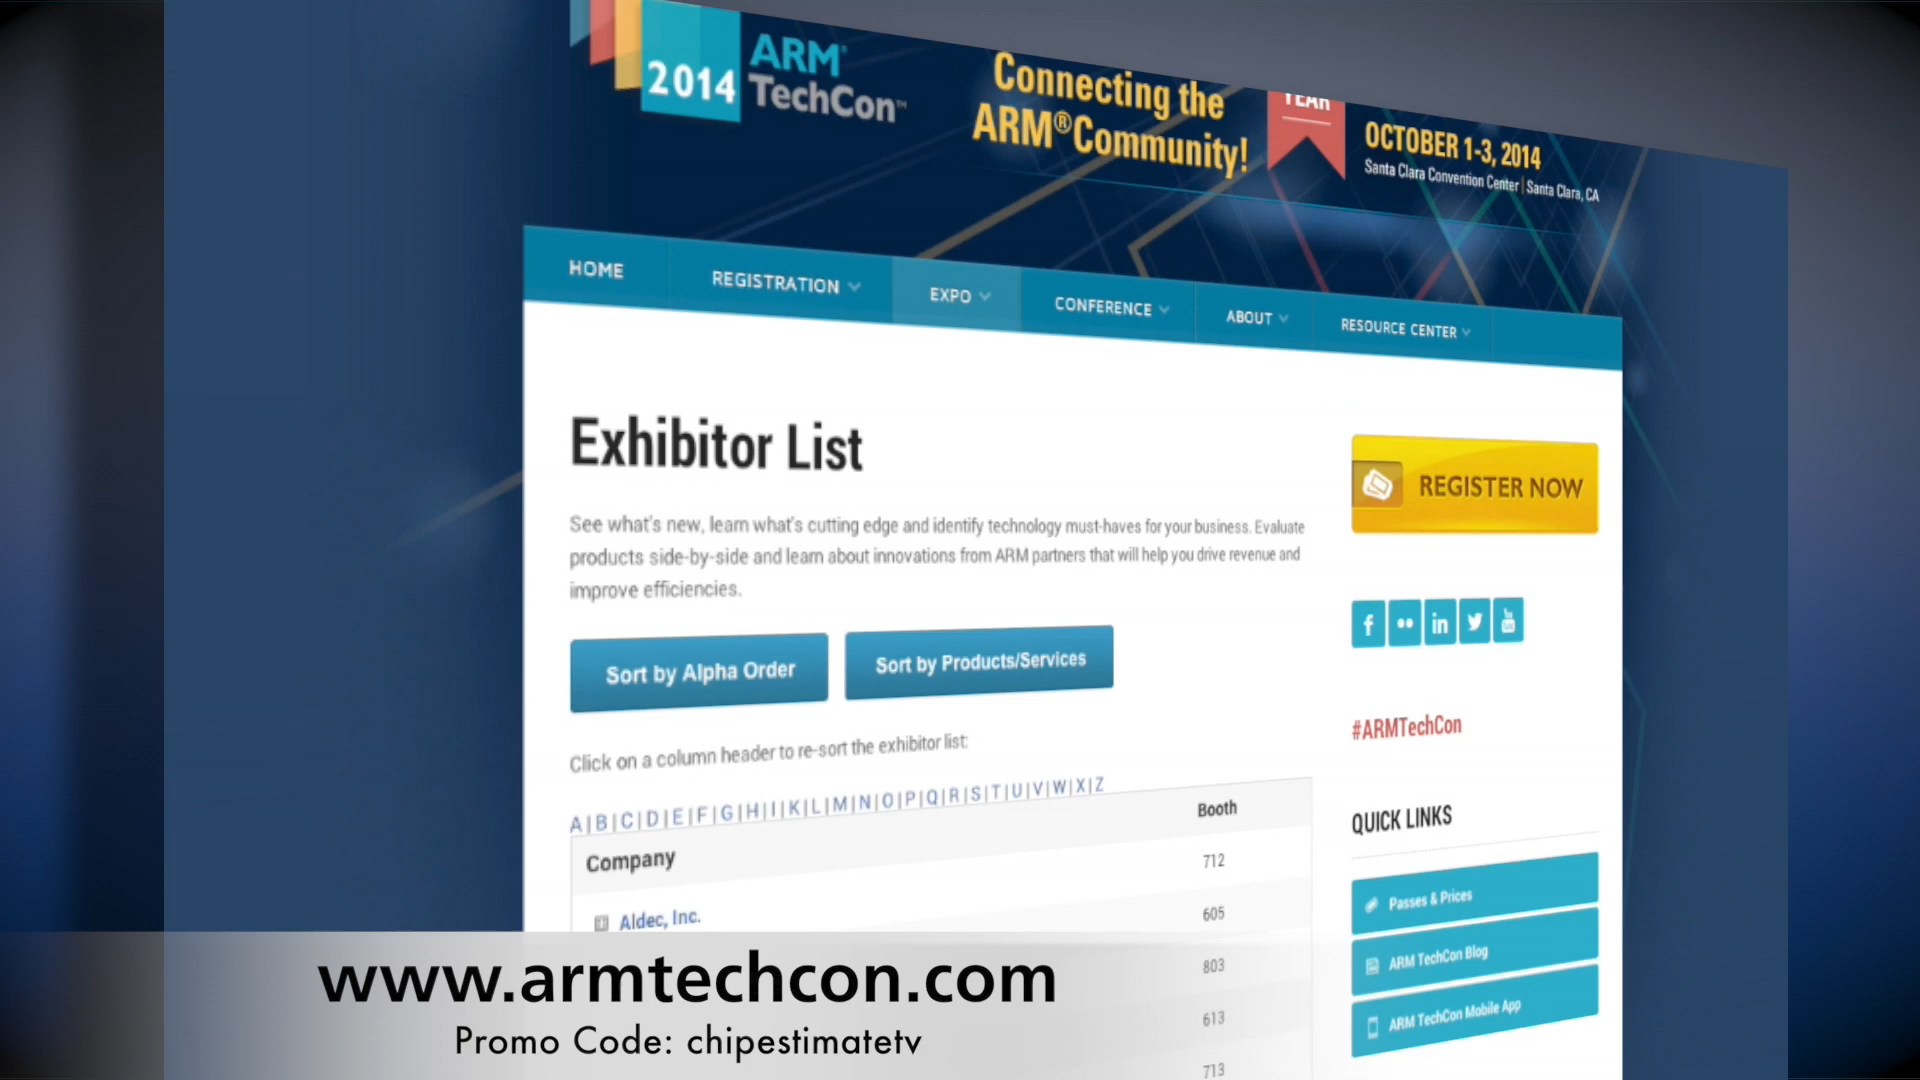 2014
ARM®
TechCon™
Connecting the
ARM® Community!
YEAR
OCTOBER 1-3, 2014
Santa Clara Convention Center | Santa Clara, CA
HOME
REGISTRATION
EXPO
CONFERENCE
ABOUT
RESOURCE CENTER
Exhibitor List
See what's new, learn what's cutting edge and identify technology must-haves for your business. Evaluate
products side-by-side and learn about innovations from ARM partners that will help you drive revenue and
improve efficiencies.
Sort by Alpha Order
Sort by Products/Services
Click on a column header to re-sort the exhibitor list:
A | B | C | D | E | F | G | H | I | K | L | M | N | O | P | Q | R | S | T | U | V | W | X | Z
Company
Booth
712
Aldec, Inc.
605
803
613
713
REGISTER NOW
#ARMTechCon
QUICK LINKS
Passes & Prices
ARM TechCon Blog
ARM TechCon Mobile App
www.armtechcon.com
Promo Code: chipestimatetv